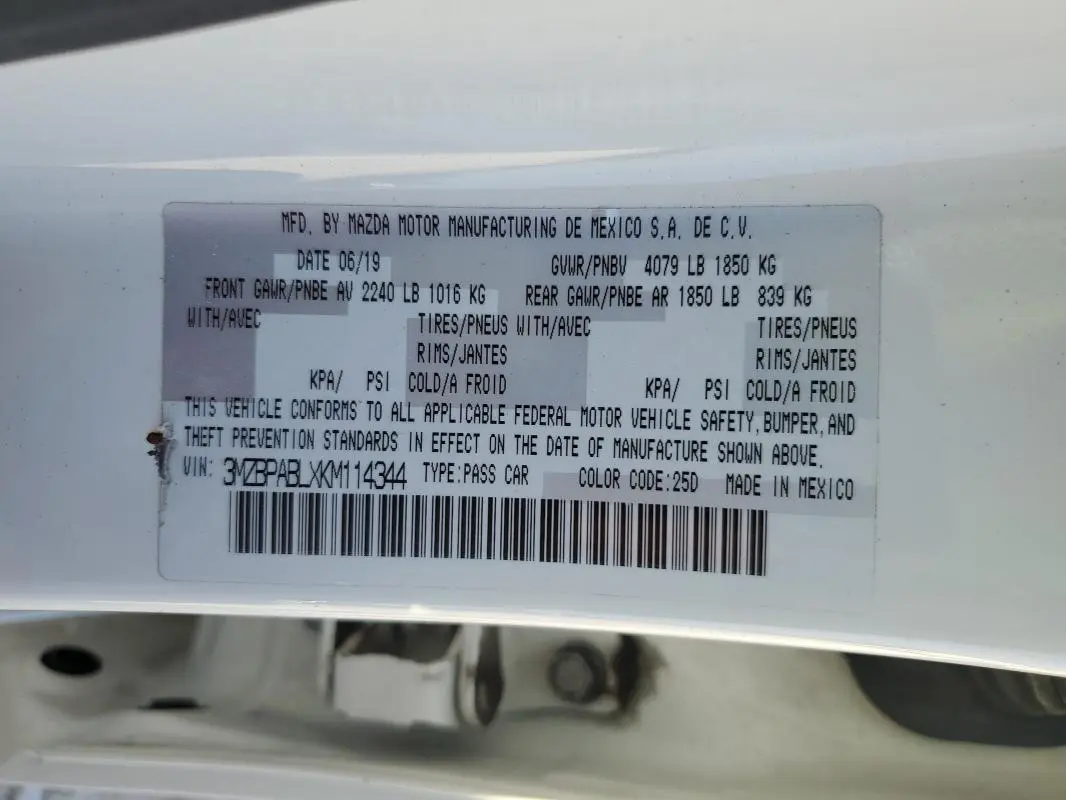 MFD. BY MAZDA MOTOR MANUFACTURING DE MEXICO S.A. DE C.V.
DATE 06/19 GVWR/PNBV 4079 LB 1850 KG
FRONT GAWR/PNBE AV 2240 LB 1016 KG REAR GAWR/PNBE AR 1850 LB 839 KG
WITH/AVEC TIRES/PNEUS WITH/AVEC TIRES/PNEUS
RIMS/JANTES RIMS/JANTES
KPA/ PSI COLD/A FROID KPA/ PSI COLD/A FROID
THIS VEHICLE CONFORMS TO ALL APPLICABLE FEDERAL MOTOR VEHICLE SAFETY, BUMPER, AND
THEFT PREVENTION STANDARDS IN EFFECT ON THE DATE OF MANUFACTURE SHOWN ABOVE.
VIN: 3MZBPABLXKM114344 TYPE:PASS CAR COLOR CODE:25D MADE IN MEXICO